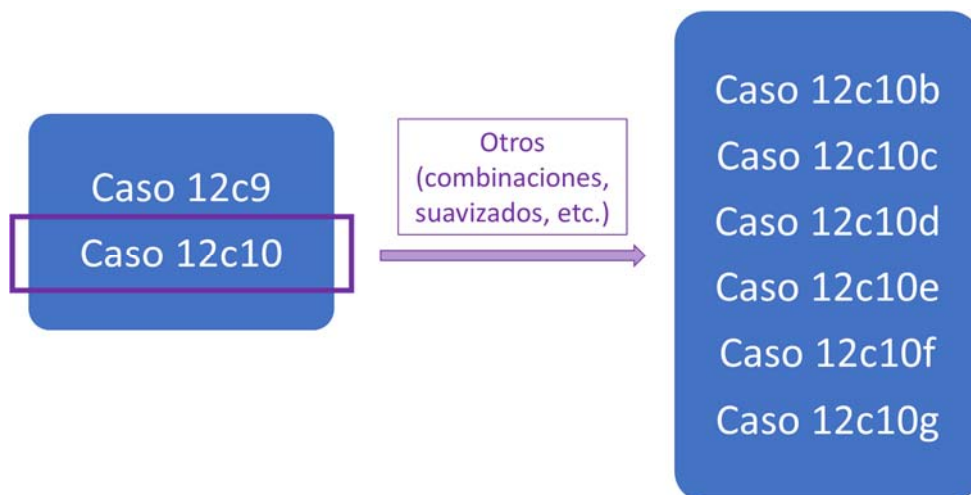 Caso 12c9
Caso 12c10
Otros
(combinaciones,
suavizados, etc.)
Caso 12c10b
Caso 12c10c
Caso 12c10d
Caso 12c10e
Caso 12c10f
Caso 12c10g